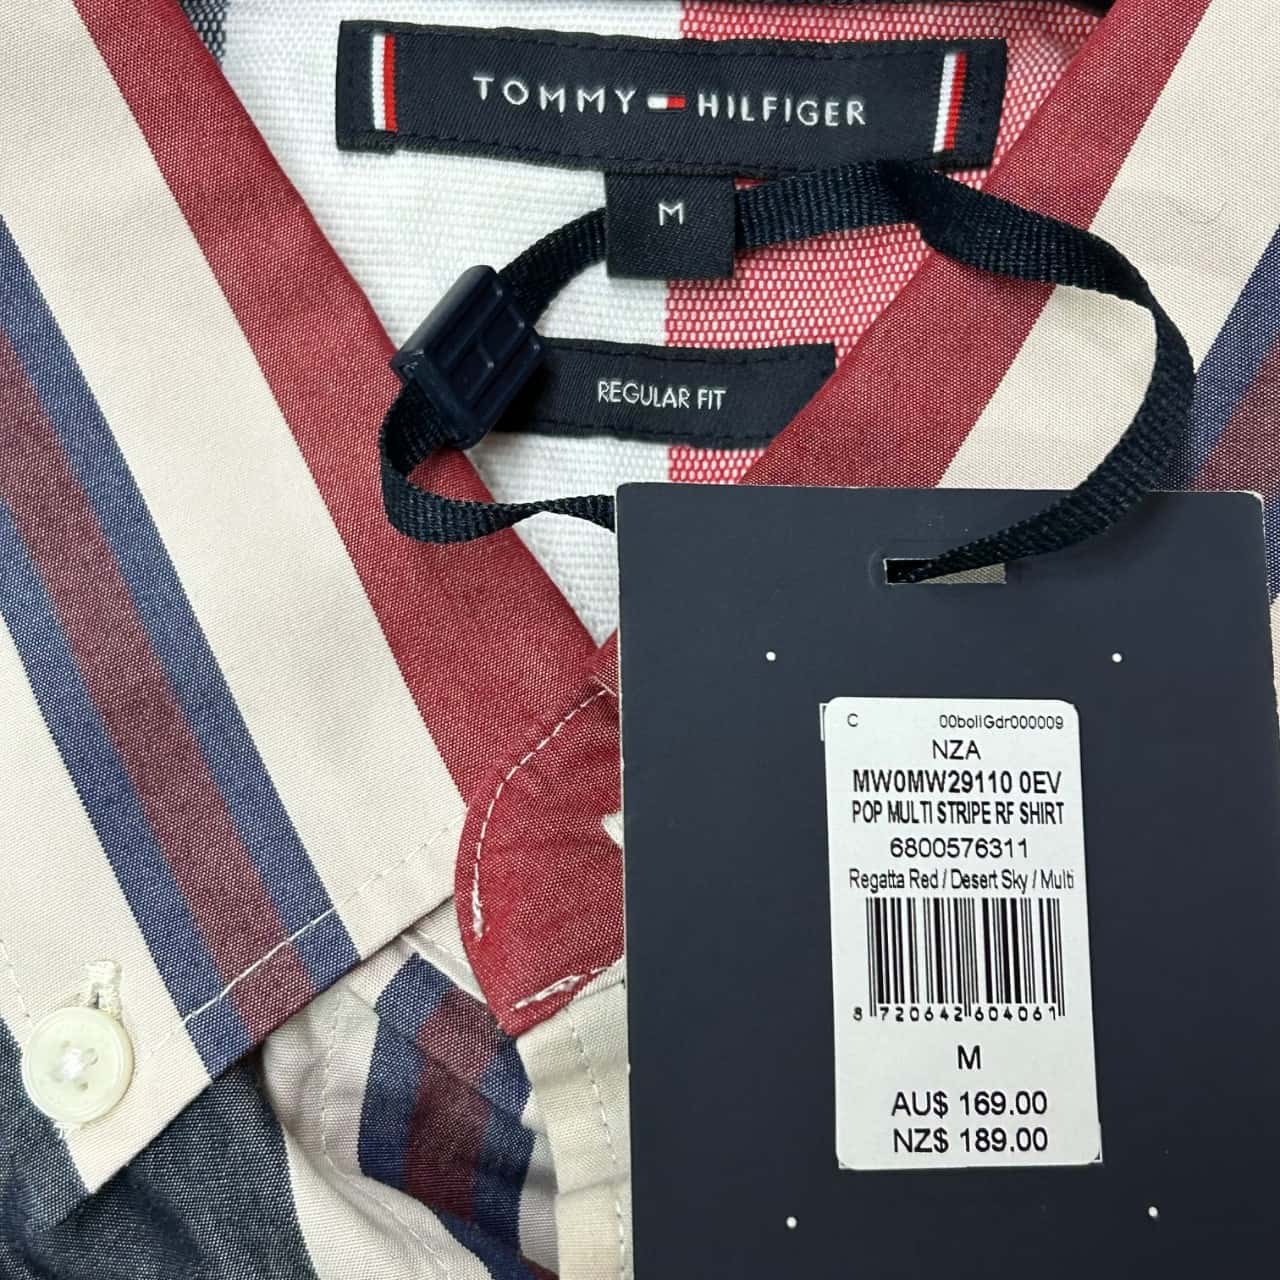 TOMMY HILFIGER
M
REGULAR FIT
C 00bolIGdr000009
NZA
MW0MW29110 0EV
POP MULTI STRIPE RF SHIRT
6800576311
Regatta Red / Desert Sky / Multi
8 720642 604061
M
AU$ 169.00
NZ$ 189.00